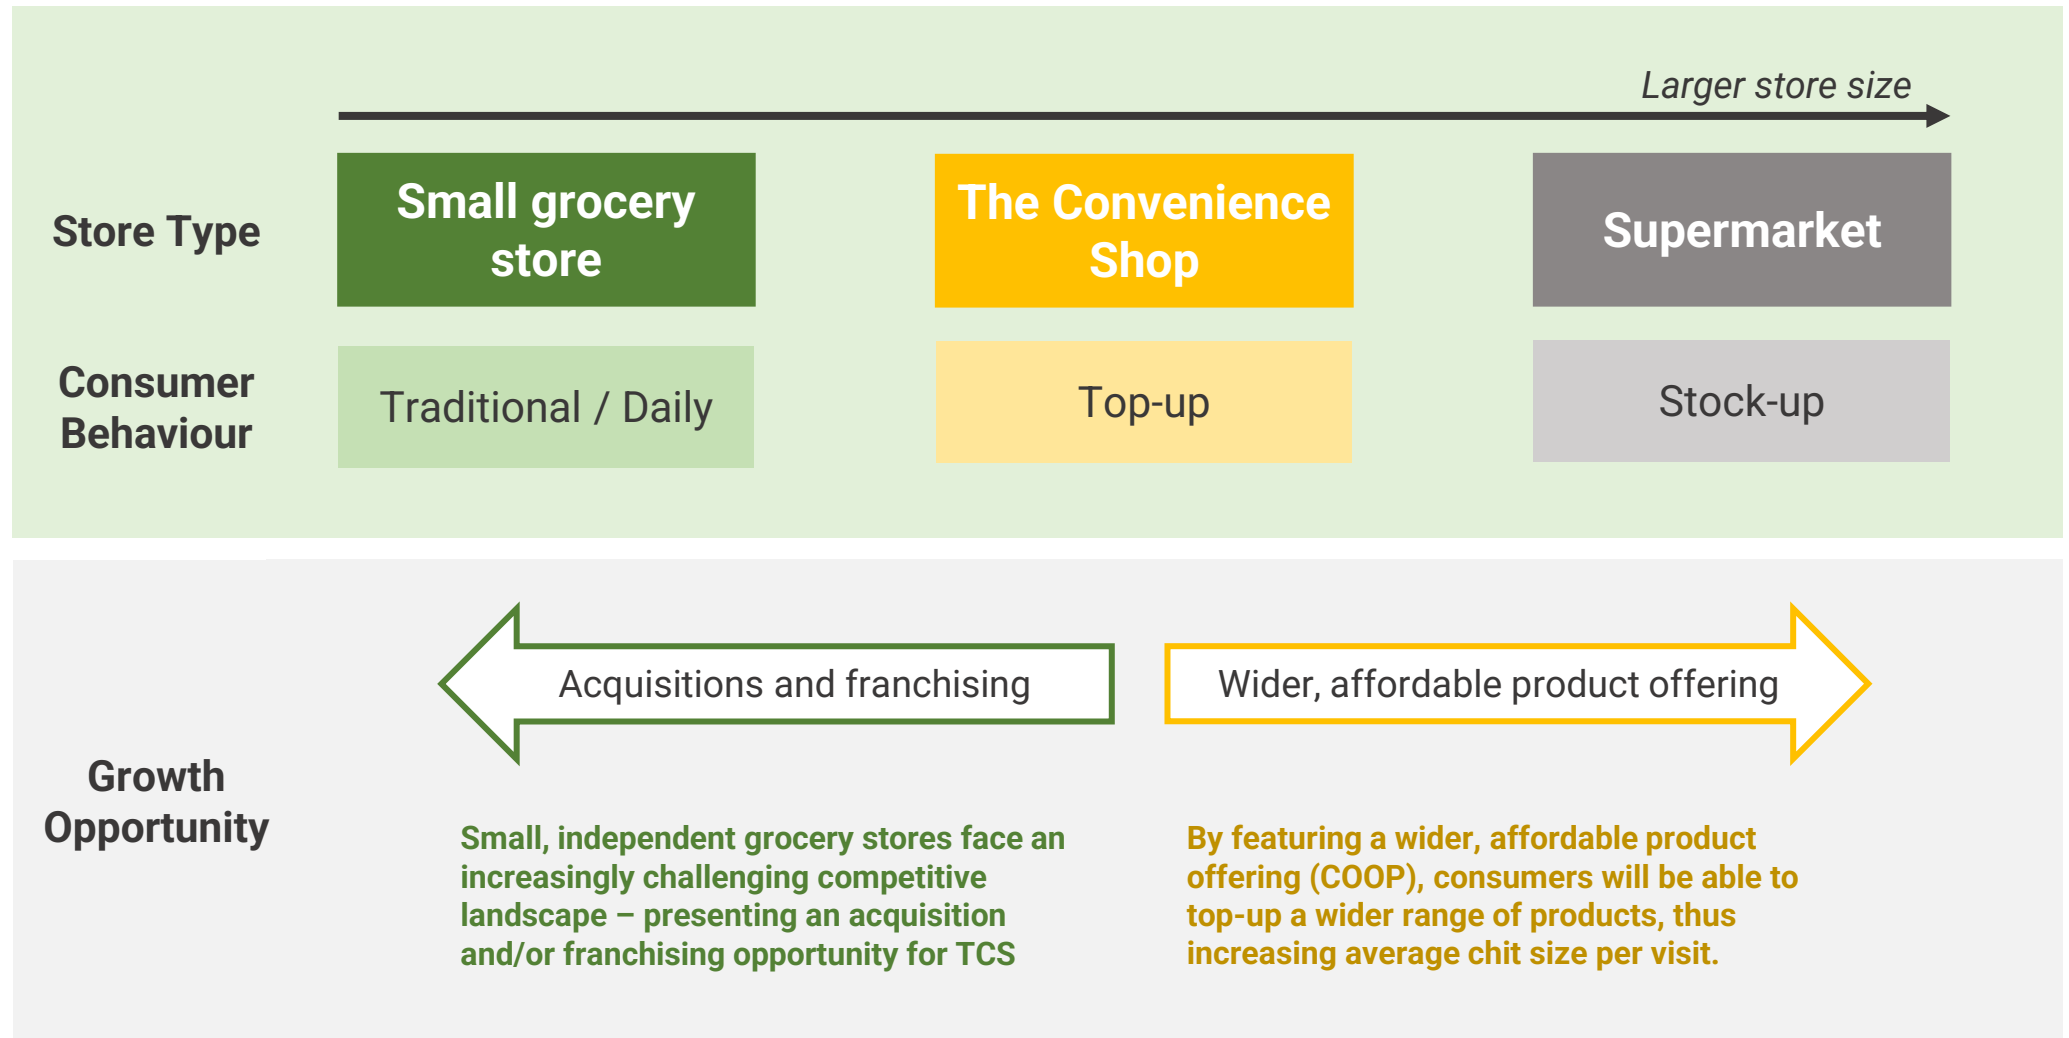 Larger store size
Store Type
Small grocery
store
The Convenience
Shop
Supermarket
Consumer
Behaviour
Traditional / Daily
Top-up
Stock-up
Growth
Opportunity
Acquisitions and franchising
Wider, affordable product offering
Small, independent grocery stores face an
increasingly challenging competitive
landscape – presenting an acquisition
and/or franchising opportunity for TCS
By featuring a wider, affordable product
offering (COOP), consumers will be able to
top-up a wider range of products, thus
increasing average chit size per visit.